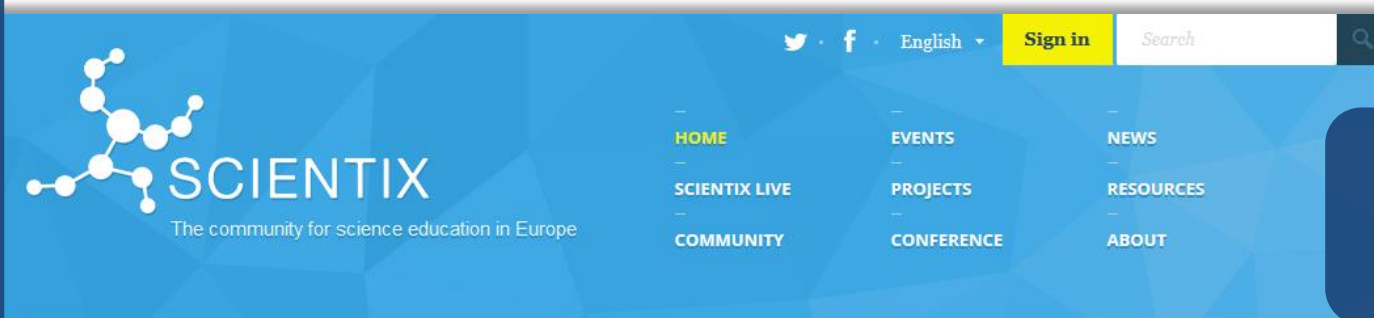 English
Sign in
Search
SCIENTIX
The community for science education in Europe
HOME
EVENTS
NEWS
SCIENTIX LIVE
PROJECTS
RESOURCES
COMMUNITY
CONFERENCE
ABOUT